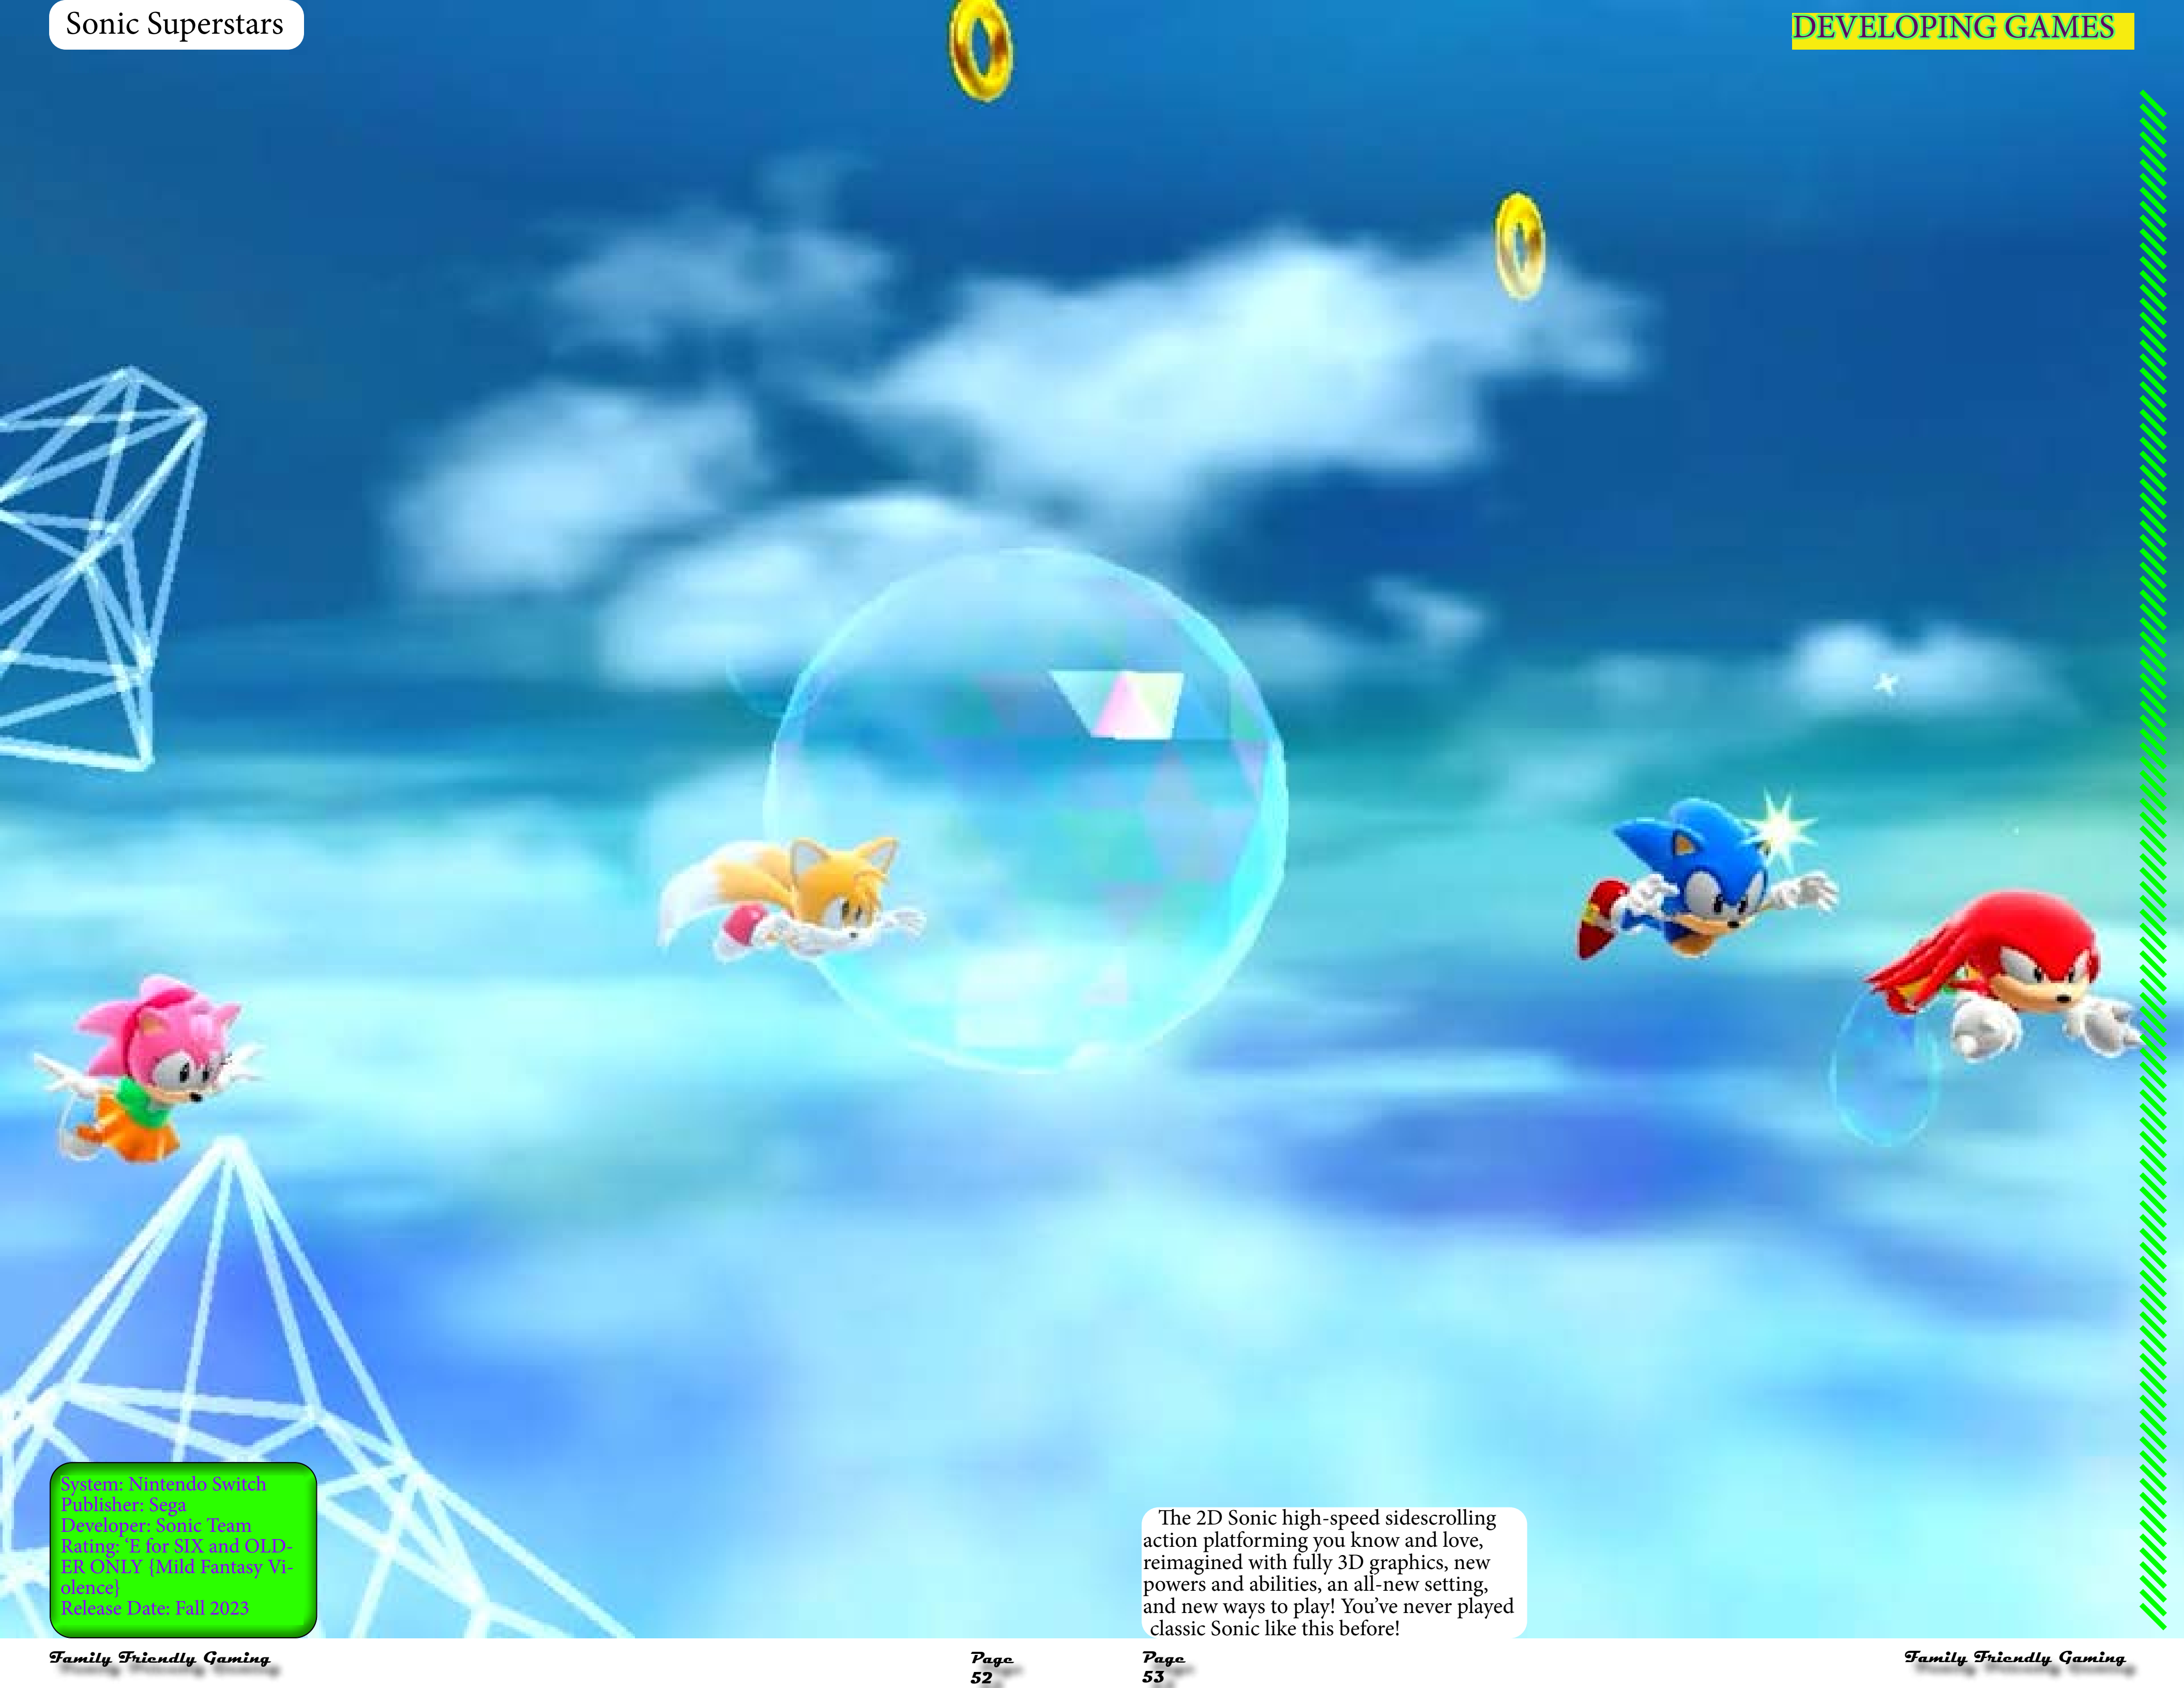 Sonic Superstars
DEVELOPING GAMES
System: Nintendo Switch
Publisher: Sega
Developer: Sonic Team
Rating: ‘E for SIX and OLD-
ER ONLY {Mild Fantasy Vi-
olence}
Release Date: Fall 2023
The 2D Sonic high-speed sidescrolling
action platforming you know and love,
reimagined with fully 3D graphics, new
powers and abilities, an all-new setting,
and new ways to play! You’ve never played
classic Sonic like this before!
Family Friendly Gaming
Page
52
Page
53
Family Friendly Gaming